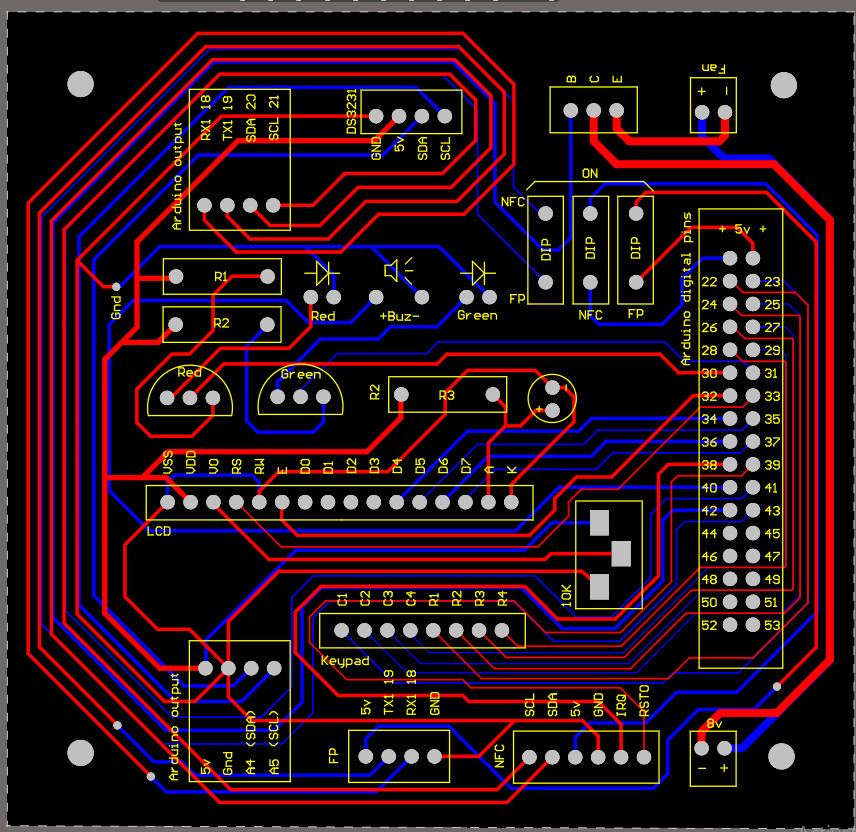 RX1 18
TX1 19
SDA 20
SCL 21
Arduino output
DS3231
GND
5v
SDA
SCL
B C E
Fan
+ -
ON
NFC
DIP
DIP
DIP
FP
NFC
FP
Arduino digital pins
+ 5v +
22 23
24 25
26 27
28 29
30 31
32 33
34 35
36 37
38 39
40 41
42 43
44 45
46 47
48 49
50 51
52 53
Gnd
R1
R2
Red
+Buz-
Green
Red
Green
R2
R3
-
+
VSS
VDD
VO
RS
RW
E
D0
D1
D2
D3
D4
D5
D6
D7
A
K
LCD
10K
C1
C2
C3
C4
R1
R2
R3
R4
Keypad
Arduino output
5v
Gnd
A4 (SDA)
A5 (SCL)
FP
5v
TX1 19
RX1 18
GND
NFC
SCL
SDA
5v
GND
IRQ
RSTO
8v
- +